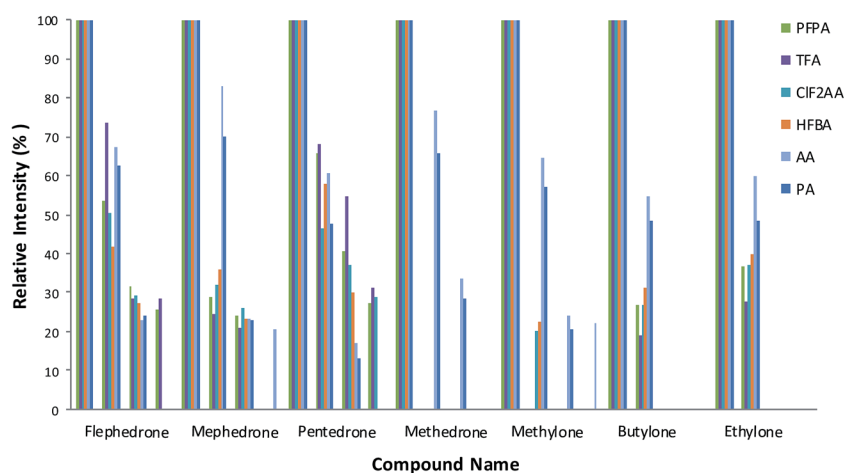 Relative Intensity (%)
100
90
80
70
60
50
40
30
20
10
0
Flephedrone Mephedrone Pentedrone Methedrone Methylone Butylone Ethylone
Compound Name
PFPA
TFA
ClF2AA
HFBA
AA
PA